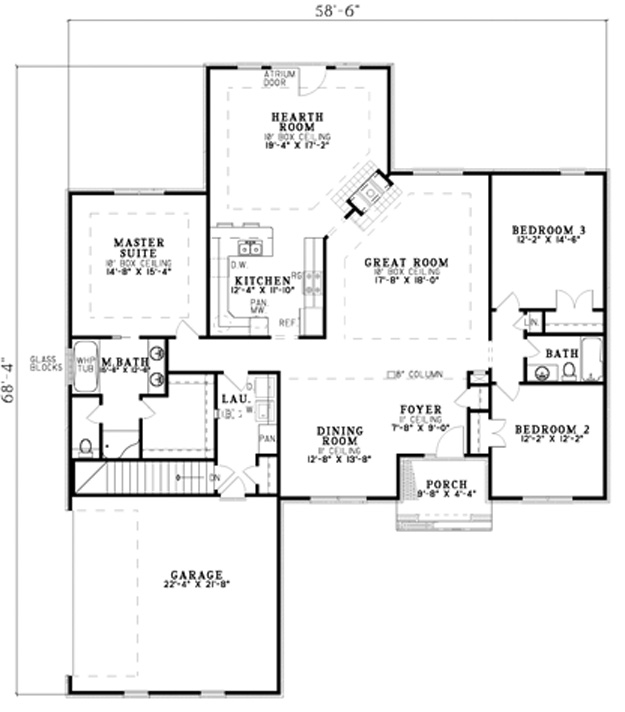 58'-6"
68'-4"
ATRIUM
DOOR
HEARTH
ROOM
10' BOX CEILING
19'-4" X 17'-2"
MASTER
SUITE
10' BOX CEILING
14'-8" X 15'-4"
D.W.
KITCHEN
12'-4" X 11'-10"
RG
PAN.
MW.
REF.
GREAT ROOM
10' BOX CEILING
17'-8" X 18'-0"
BEDROOM 3
12'-2" X 14'-6"
LIN.
BATH
GLASS
BLOCKS
WHP
TUB
M.BATH
8" COLUMN
LAU.
D
W
PAN
FOYER
11' CEILING
7'-8" X 9'-0"
DINING
ROOM
11' CEILING
12'-8" X 13'-8"
BEDROOM 2
12'-2" X 12'-2"
DN
PORCH
9'-8" X 4'-4"
GARAGE
22'-4" X 21'-8"